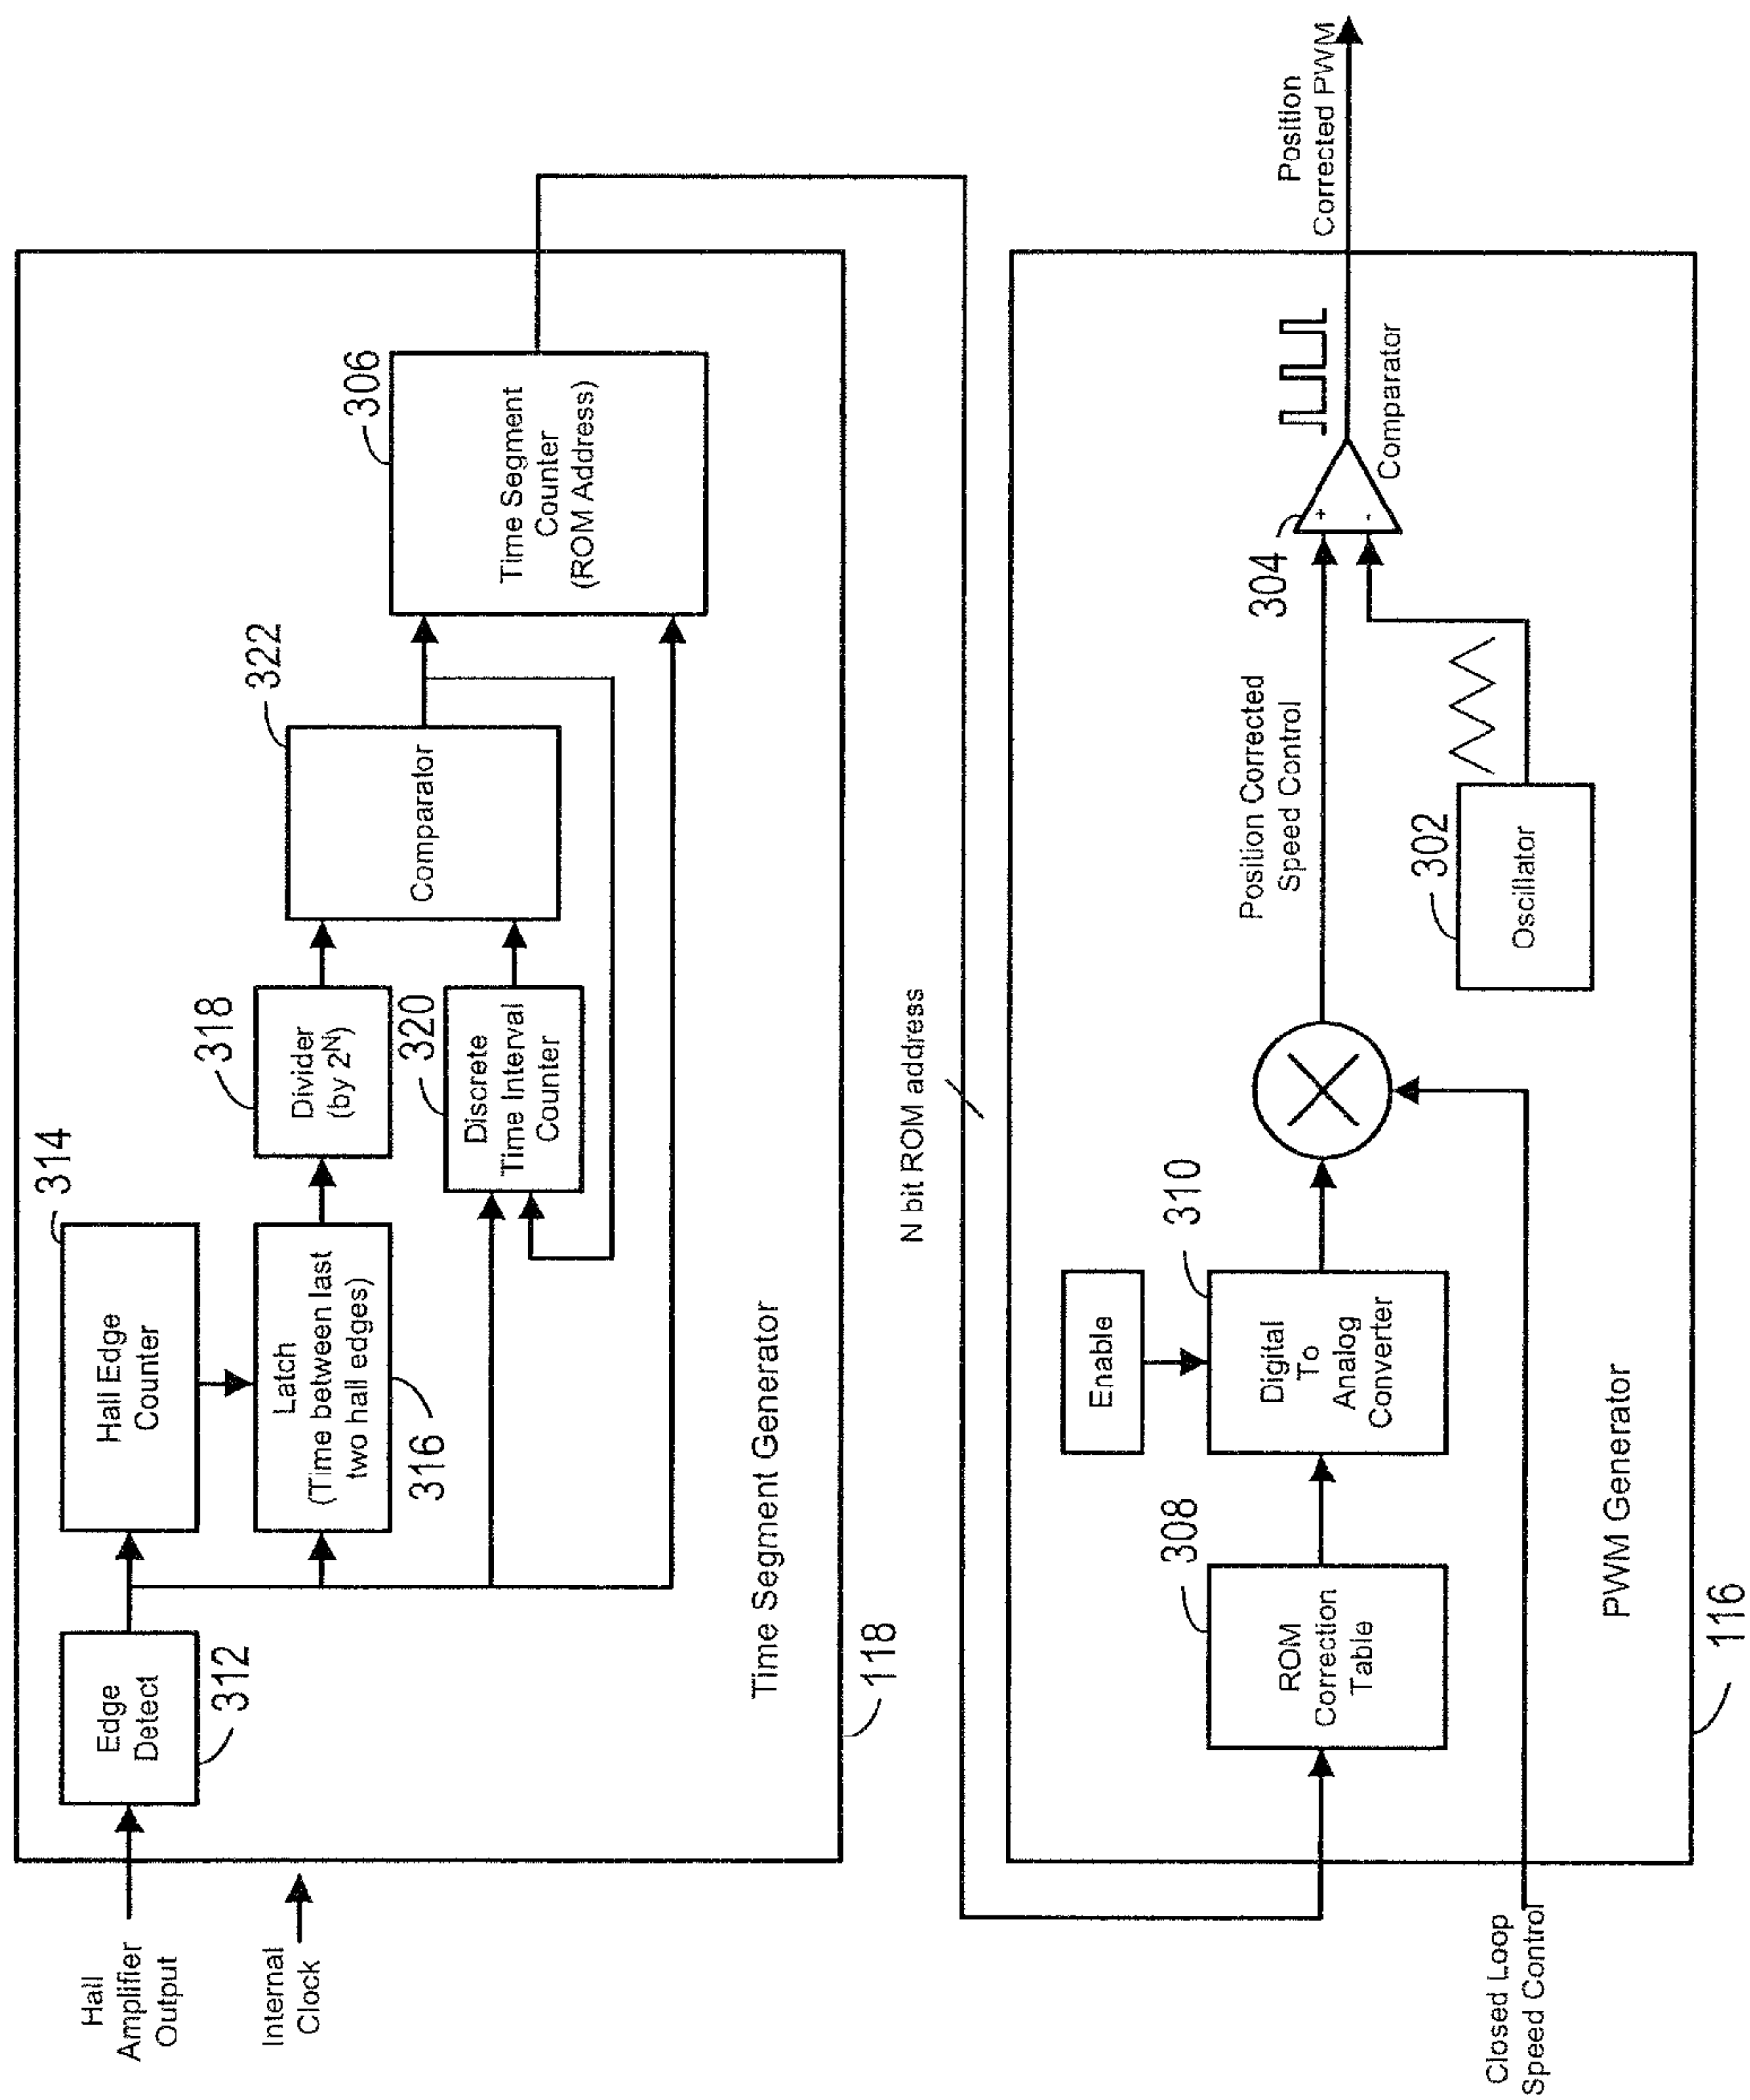 Hall
Amplifier
Output
Internal
Clock
Edge
Detect
312
314
Hall Edge
Counter
Latch
(Time between last
two hall edges)
316
318
Divider
(by 2^N)
320
Discrete
Time Interval
Counter
322
Comparator
306
Time Segment
Counter
(ROM Address)
Time Segment Generator
118
N bit ROM address
Closed Loop
Speed Control
308
ROM
Correction
Table
Enable
310
Digital
To
Analog
Converter
Position Corrected
Speed Control
302
Oscillator
304
+
-
Comparator
Position
Corrected PWM
PWM Generator
116